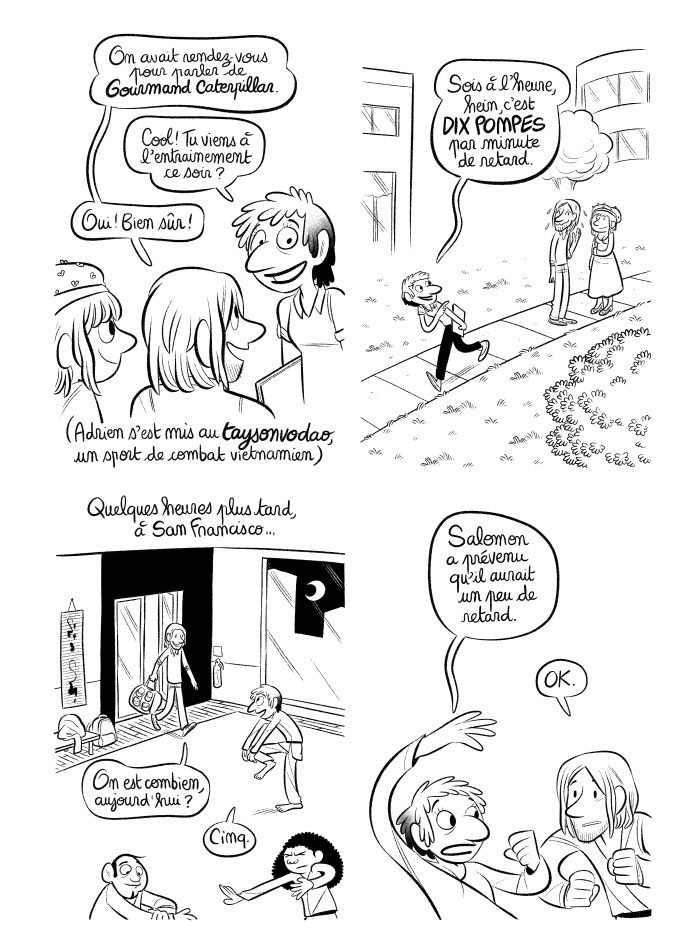 On avait rendez-vous
pour parler de
Gourmand Caterpillar.
Cool! Tu viens à
l'entrainement
ce soir ?
Oui! Bien sûr!
(Adrien s'est mis au taysonvodao,
un sport de combat vietnamien)
Sois à l'heure,
hein, c'est
DIX POMPES
par minute
de retard.
Quelques heures plus tard,
à San Francisco...
On est combien,
aujourd'hui ?
Cinq.
Salomon
a prévenu
qu'il aurait
un peu de
retard.
OK.